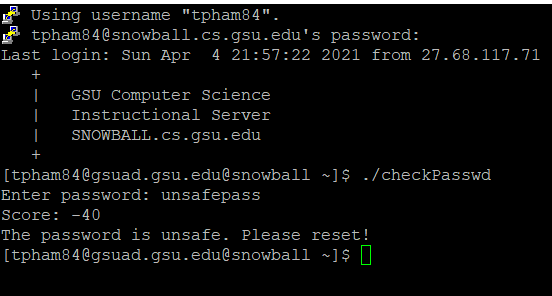 Using username "tpham84".
tpham84@snowball.cs.gsu.edu's password:
Last login: Sun Apr  4 21:57:22 2021 from 27.68.117.71
   +
   |   GSU Computer Science
   |   Instructional Server
   |   SNOWBALL.cs.gsu.edu
   +
[tpham84@gsuad.gsu.edu@snowball ~]$ ./checkPasswd
Enter password: unsafepass
Score: -40
The password is unsafe. Please reset!
[tpham84@gsuad.gsu.edu@snowball ~]$